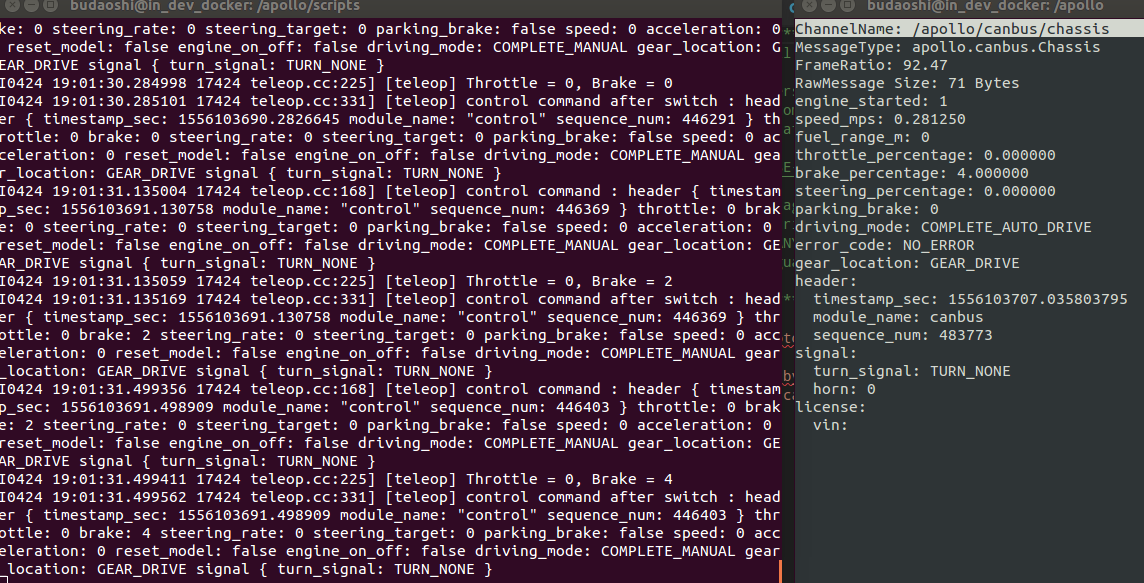 budaoshi@in_dev_docker: /apollo/scripts
ke: 0 steering_rate: 0 steering_target: 0 parking_brake: false speed: 0 acceleration: 0
 reset_model: false engine_on_off: false driving_mode: COMPLETE_MANUAL gear_location: G
EAR_DRIVE signal { turn_signal: TURN_NONE }
I0424 19:01:30.284998 17424 teleop.cc:225] [teleop] Throttle = 0, Brake = 0
I0424 19:01:30.285101 17424 teleop.cc:331] [teleop] control command after switch : head
er { timestamp_sec: 1556103690.2826645 module_name: "control" sequence_num: 446291 } th
rottle: 0 brake: 0 steering_rate: 0 steering_target: 0 parking_brake: false speed: 0 ac
celeration: 0 reset_model: false engine_on_off: false driving_mode: COMPLETE_MANUAL gea
r_location: GEAR_DRIVE signal { turn_signal: TURN_NONE }
I0424 19:01:31.135004 17424 teleop.cc:168] [teleop] control command : header { timestam
p_sec: 1556103691.130758 module_name: "control" sequence_num: 446369 } throttle: 0 brak
e: 0 steering_rate: 0 steering_target: 0 parking_brake: false speed: 0 acceleration: 0
reset_model: false engine_on_off: false driving_mode: COMPLETE_MANUAL gear_location: GE
AR_DRIVE signal { turn_signal: TURN_NONE }
I0424 19:01:31.135059 17424 teleop.cc:225] [teleop] Throttle = 0, Brake = 2
I0424 19:01:31.135169 17424 teleop.cc:331] [teleop] control command after switch : head
er { timestamp_sec: 1556103691.130758 module_name: "control" sequence_num: 446369 } thr
ottle: 0 brake: 2 steering_rate: 0 steering_target: 0 parking_brake: false speed: 0 acc
eleration: 0 reset_model: false engine_on_off: false driving_mode: COMPLETE_MANUAL gear
_location: GEAR_DRIVE signal { turn_signal: TURN_NONE }
I0424 19:01:31.499356 17424 teleop.cc:168] [teleop] control command : header { timestam
p_sec: 1556103691.498909 module_name: "control" sequence_num: 446403 } throttle: 0 brak
e: 2 steering_rate: 0 steering_target: 0 parking_brake: false speed: 0 acceleration: 0
reset_model: false engine_on_off: false driving_mode: COMPLETE_MANUAL gear_location: GE
AR_DRIVE signal { turn_signal: TURN_NONE }
I0424 19:01:31.499411 17424 teleop.cc:225] [teleop] Throttle = 0, Brake = 4
I0424 19:01:31.499562 17424 teleop.cc:331] [teleop] control command after switch : head
er { timestamp_sec: 1556103691.498909 module_name: "control" sequence_num: 446403 } thr
ottle: 0 brake: 4 steering_rate: 0 steering_target: 0 parking_brake: false speed: 0 acc
eleration: 0 reset_model: false engine_on_off: false driving_mode: COMPLETE_MANUAL gear
_location: GEAR_DRIVE signal { turn_signal: TURN_NONE }
budaoshi@in_dev_docker: /apollo
ChannelName: /apollo/canbus/chassis
MessageType: apollo.canbus.Chassis
FrameRatio: 92.47
RawMessage Size: 71 Bytes
engine_started: 1
speed_mps: 0.281250
fuel_range_m: 0
throttle_percentage: 0.000000
brake_percentage: 4.000000
steering_percentage: 0.000000
parking_brake: 0
driving_mode: COMPLETE_AUTO_DRIVE
error_code: NO_ERROR
gear_location: GEAR_DRIVE
header:
timestamp_sec: 1556103707.035803795
module_name: canbus
sequence_num: 483773
signal:
turn_signal: TURN_NONE
horn: 0
license:
vin: